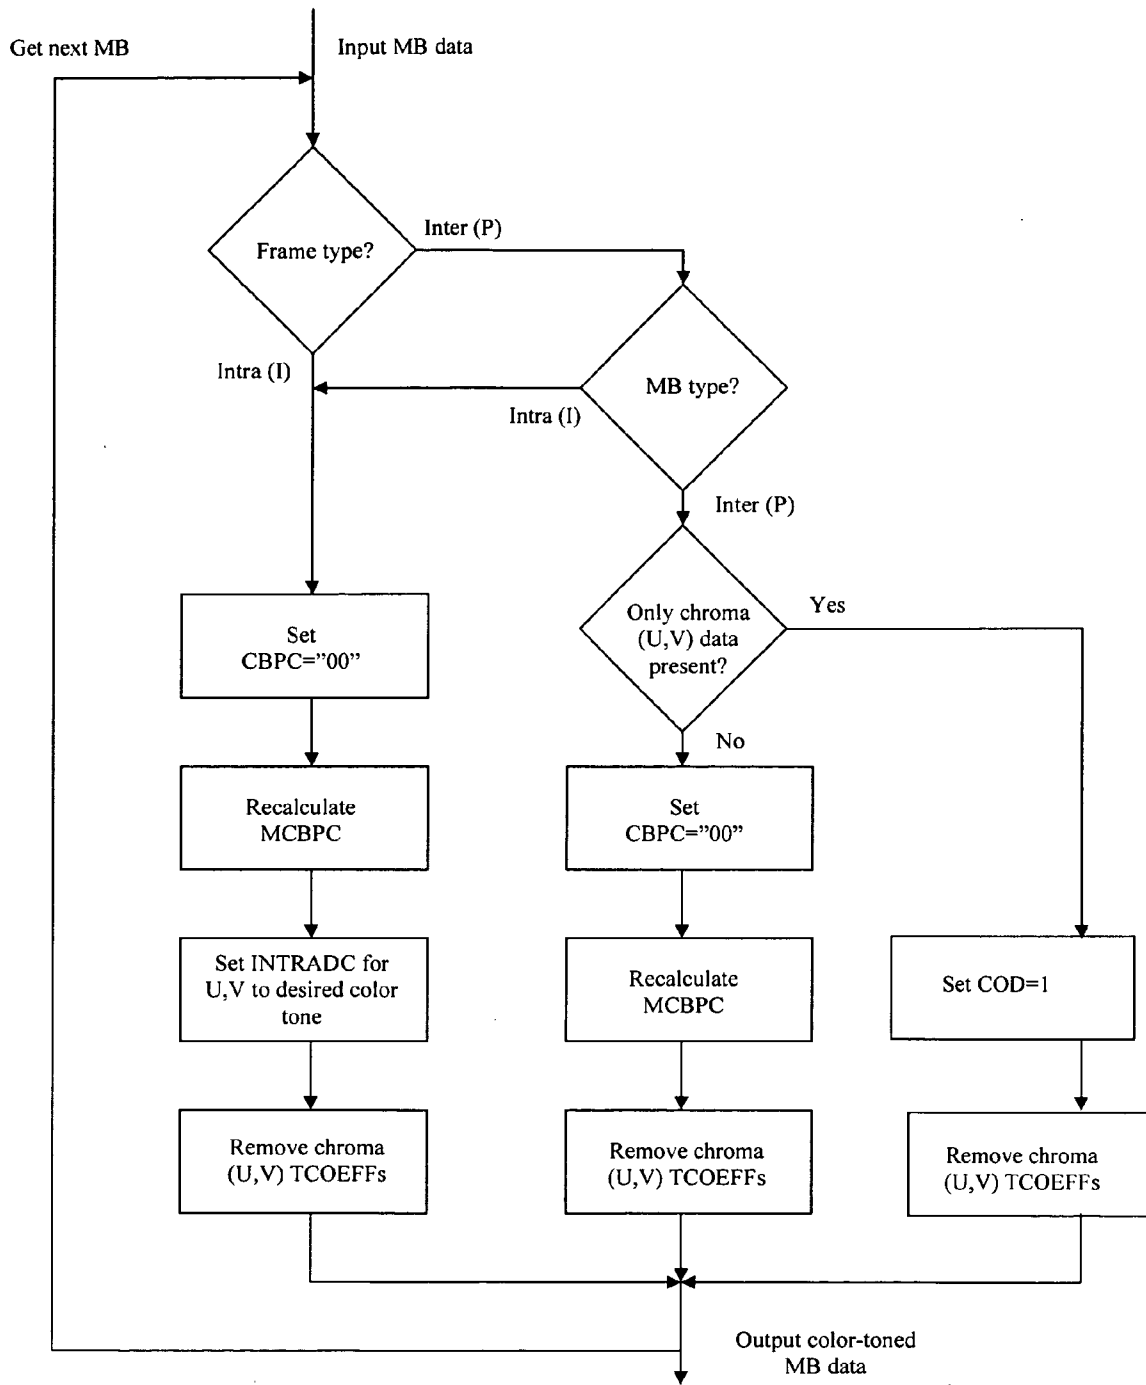 Get next MB
Input MB data
Frame type?
Inter (P)
Intra (I)
MB type?
Intra (I)
Inter (P)
Only chroma
(U,V) data
present?
Yes
No
Set
CBPC=”00”
Recalculate
MCBPC
Set INTRADC for
U,V to desired color
tone
Remove chroma
(U,V) TCOEFFs
Set
CBPC=”00”
Recalculate
MCBPC
Remove chroma
(U,V) TCOEFFs
Set COD=1
Remove chroma
(U,V) TCOEFFs
Output color-toned
MB data